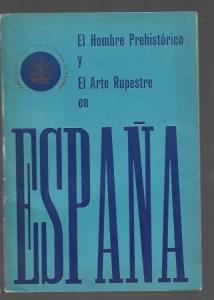 El Hombre Prehistórico
y
El Arte Rupestre
en
ESPAÑA